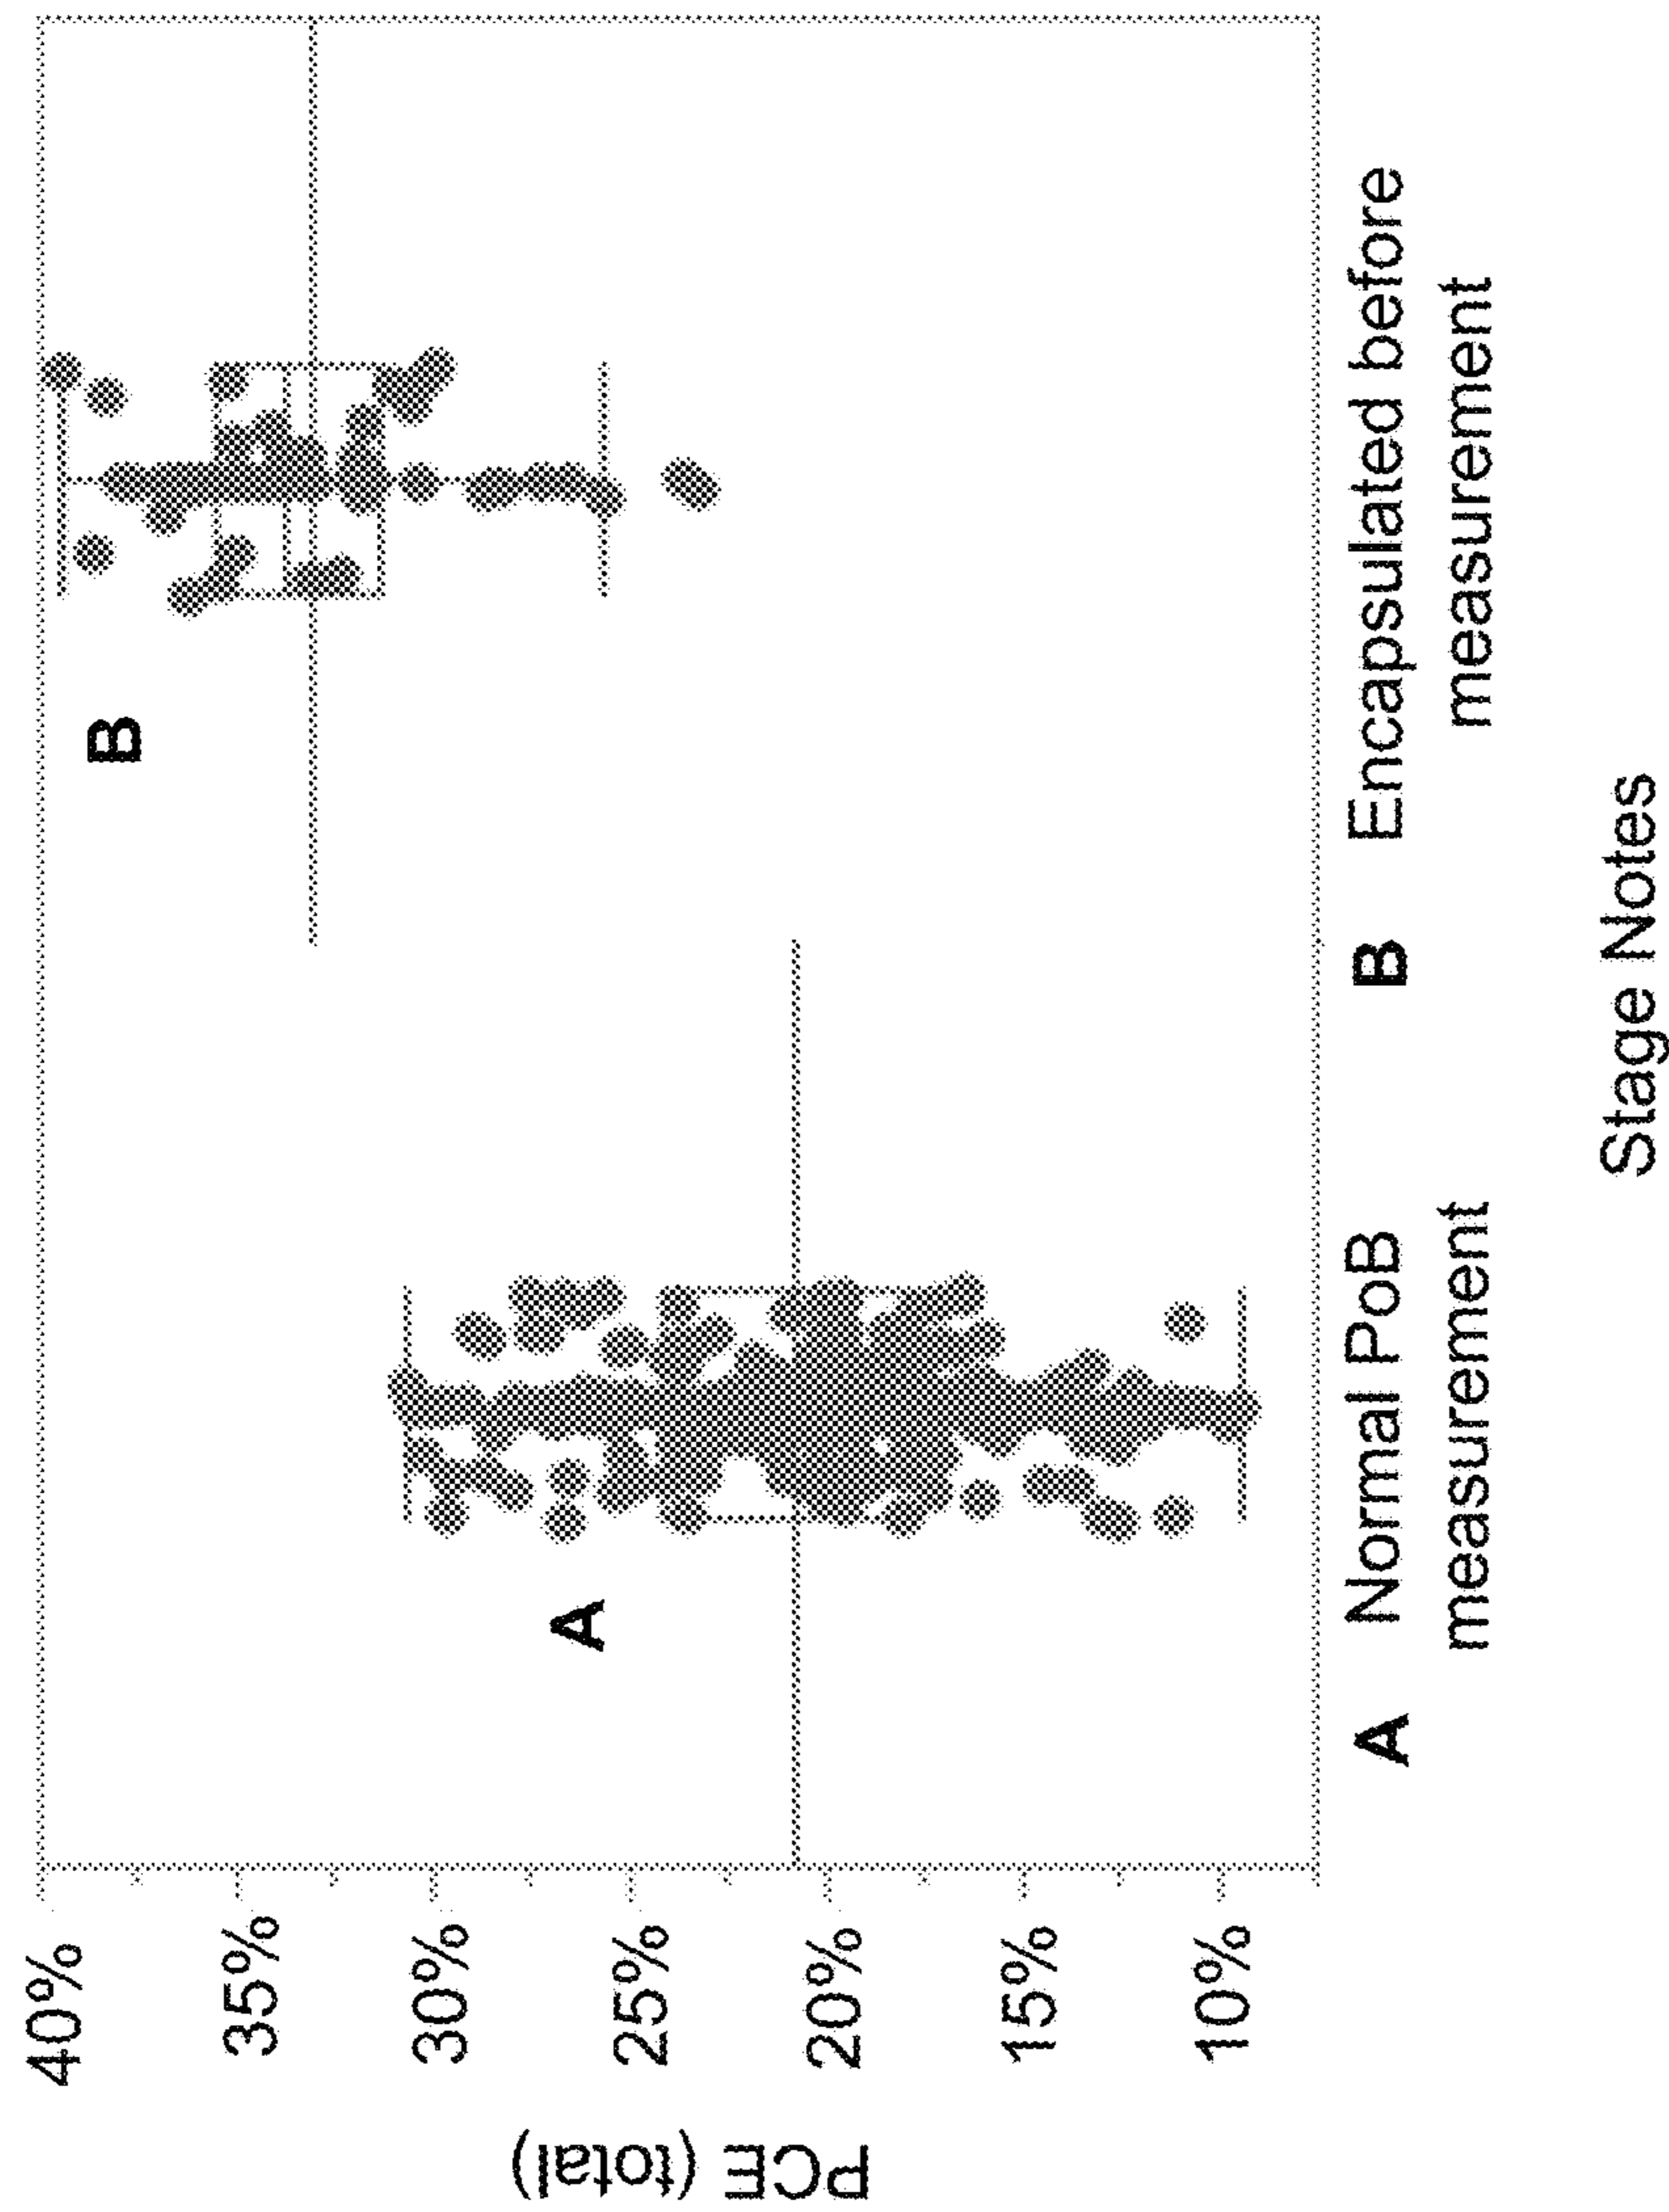 PCE (total)
40%
35%
30%
25%
20%
15%
10%
A
B
A Normal PoB
measurement
B Encapsulated before
measurement
Stage Notes